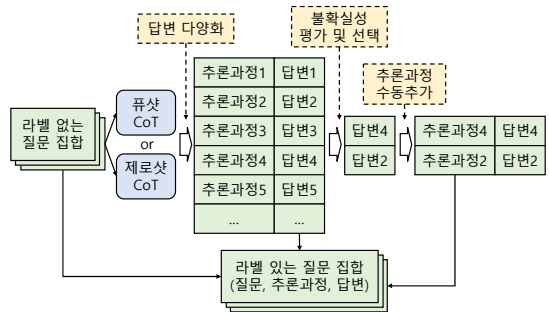 답변 다양화
불확실성
평가 및 선택
추론과정
수동추가
라벨 없는
질문 집합
퓨샷
CoT
or
제로샷
CoT
추론과정1 답변1
추론과정2 답변2
추론과정3 답변3
추론과정4 답변4
추론과정5 답변5
... ...
답변4
답변2
추론과정4 답변4
추론과정2 답변2
라벨 있는 질문 집합
(질문, 추론과정, 답변)